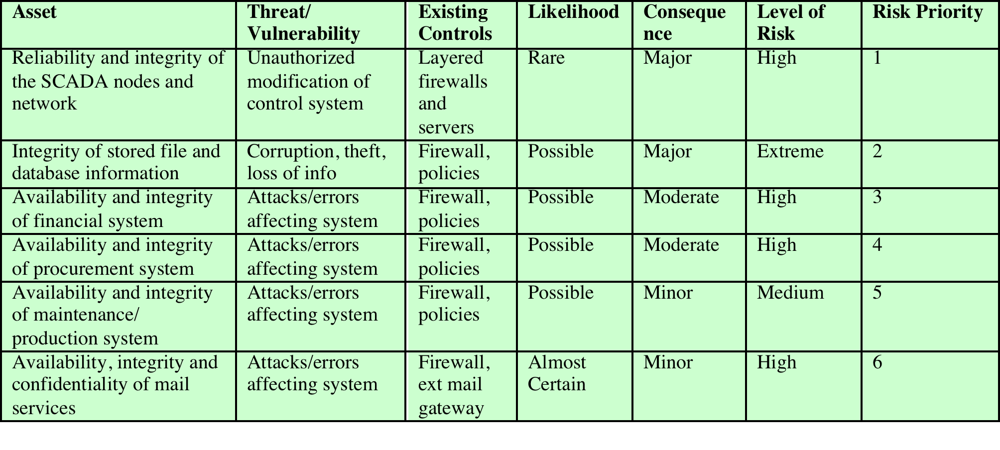 Asset
Threat/
Vulnerability
Existing
Controls
Likelihood
Conseque
nce
Level of
Risk
Risk Priority
Reliability and integrity of
the SCADA nodes and
network
Unauthorized
modification of
control system
Layered
firewalls
and
servers
Rare
Major
High
1
Integrity of stored file and
database information
Corruption, theft,
loss of info
Firewall,
policies
Possible
Major
Extreme
2
Availability and integrity
of financial system
Attacks/errors
affecting system
Firewall,
policies
Possible
Moderate
High
3
Availability and integrity
of procurement system
Attacks/errors
affecting system
Firewall,
policies
Possible
Moderate
High
4
Availability and integrity
of maintenance/
production system
Attacks/errors
affecting system
Firewall,
policies
Possible
Minor
Medium
5
Availability, integrity and
confidentiality of mail
services
Attacks/errors
affecting system
Firewall,
ext mail
gateway
Almost
Certain
Minor
High
6